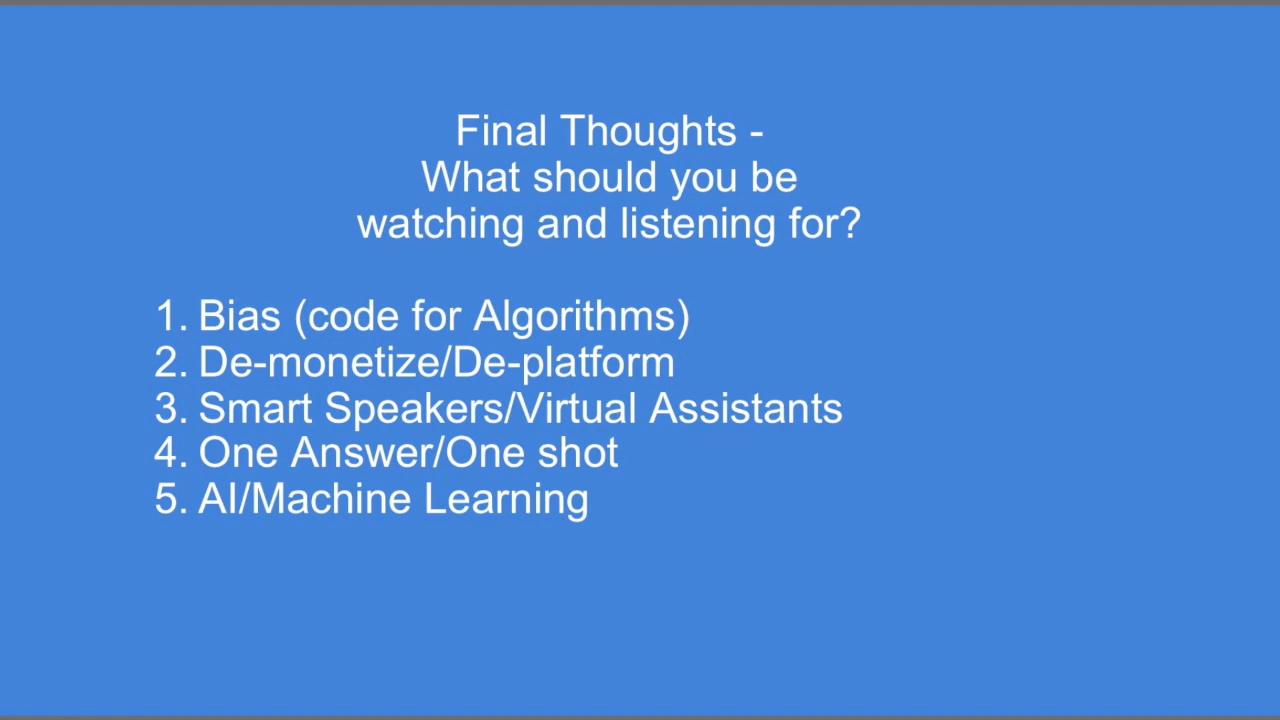 Final Thoughts -
What should you be
watching and listening for?
1. Bias (code for Algorithms)
2. De-monetize/De-platform
3. Smart Speakers/Virtual Assistants
4. One Answer/One shot
5. AI/Machine Learning